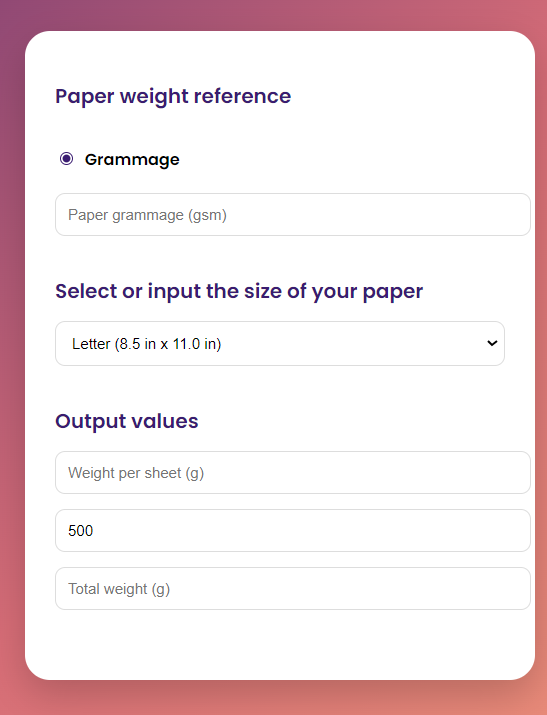 Paper weight reference
Grammage
Paper grammage (gsm)
Select or input the size of your paper
Letter (8.5 in x 11.0 in)
Output values
Weight per sheet (g)
500
Total weight (g)